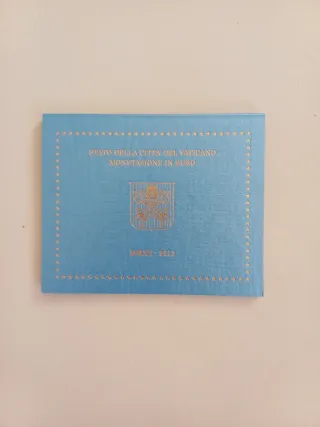 STATO DELLA CITTÀ DEL VATICANO
MONETAZIONE IN EURO